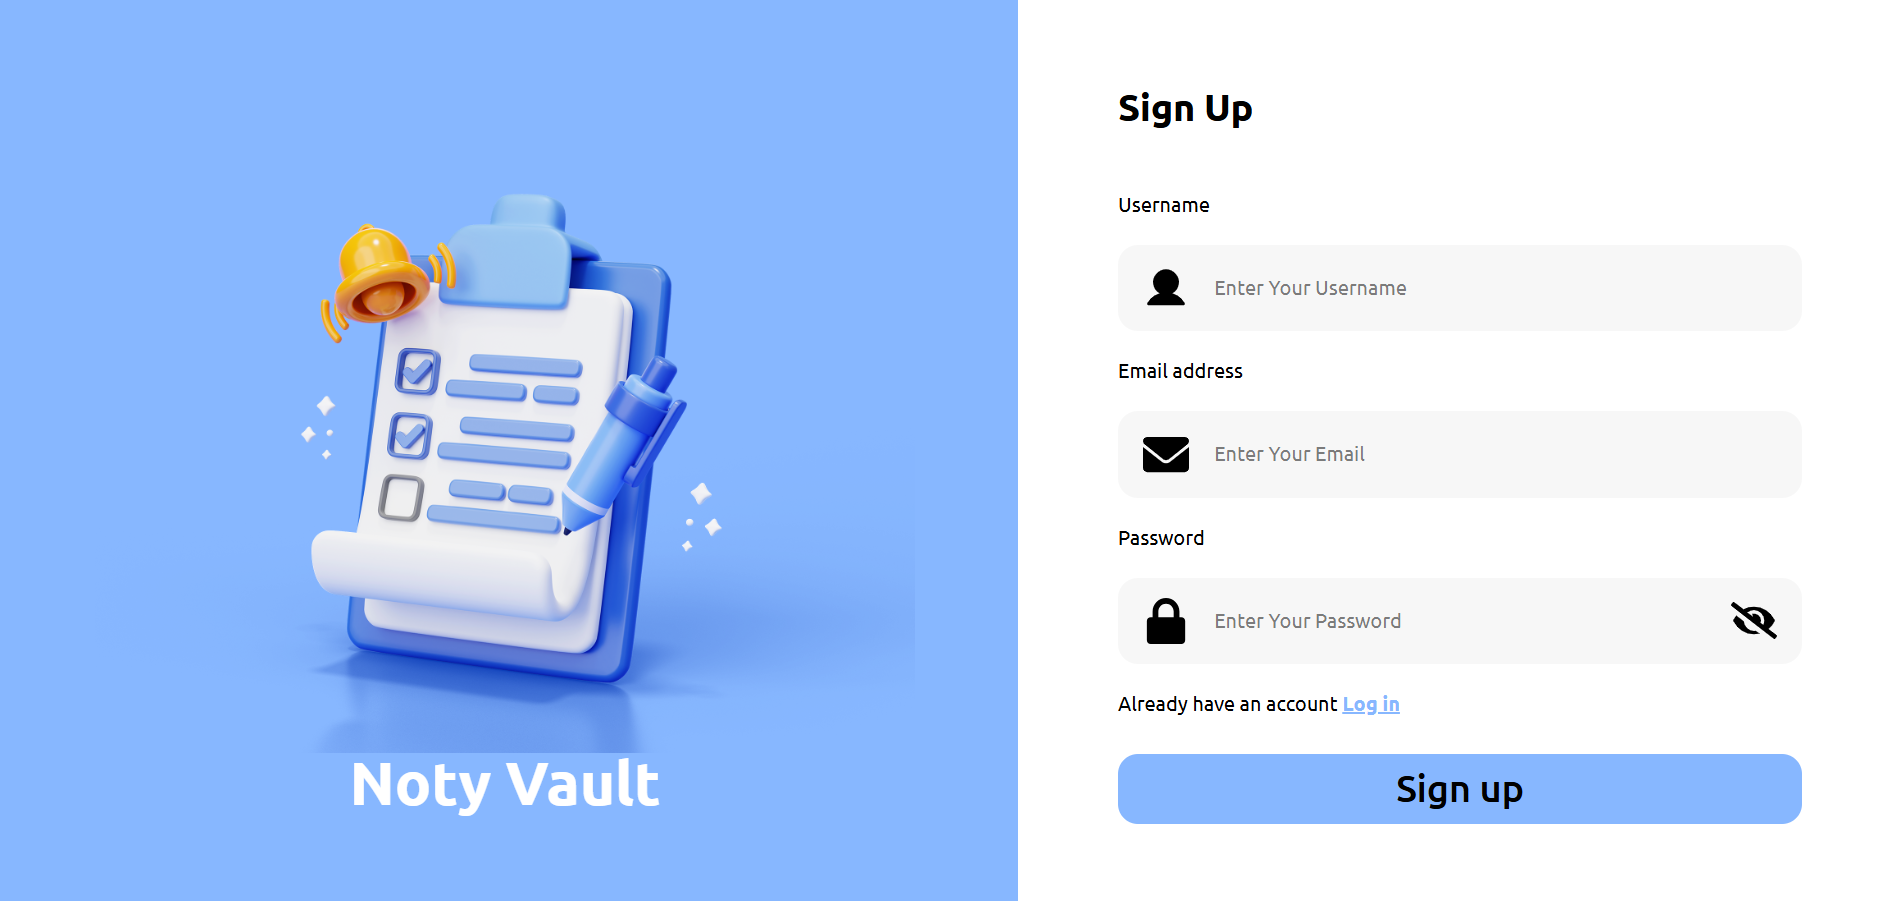 Noty Vault
Sign Up
Username
Enter Your Username
Email address
Enter Your Email
Password
Enter Your Password
Already have an account Log in
Sign up